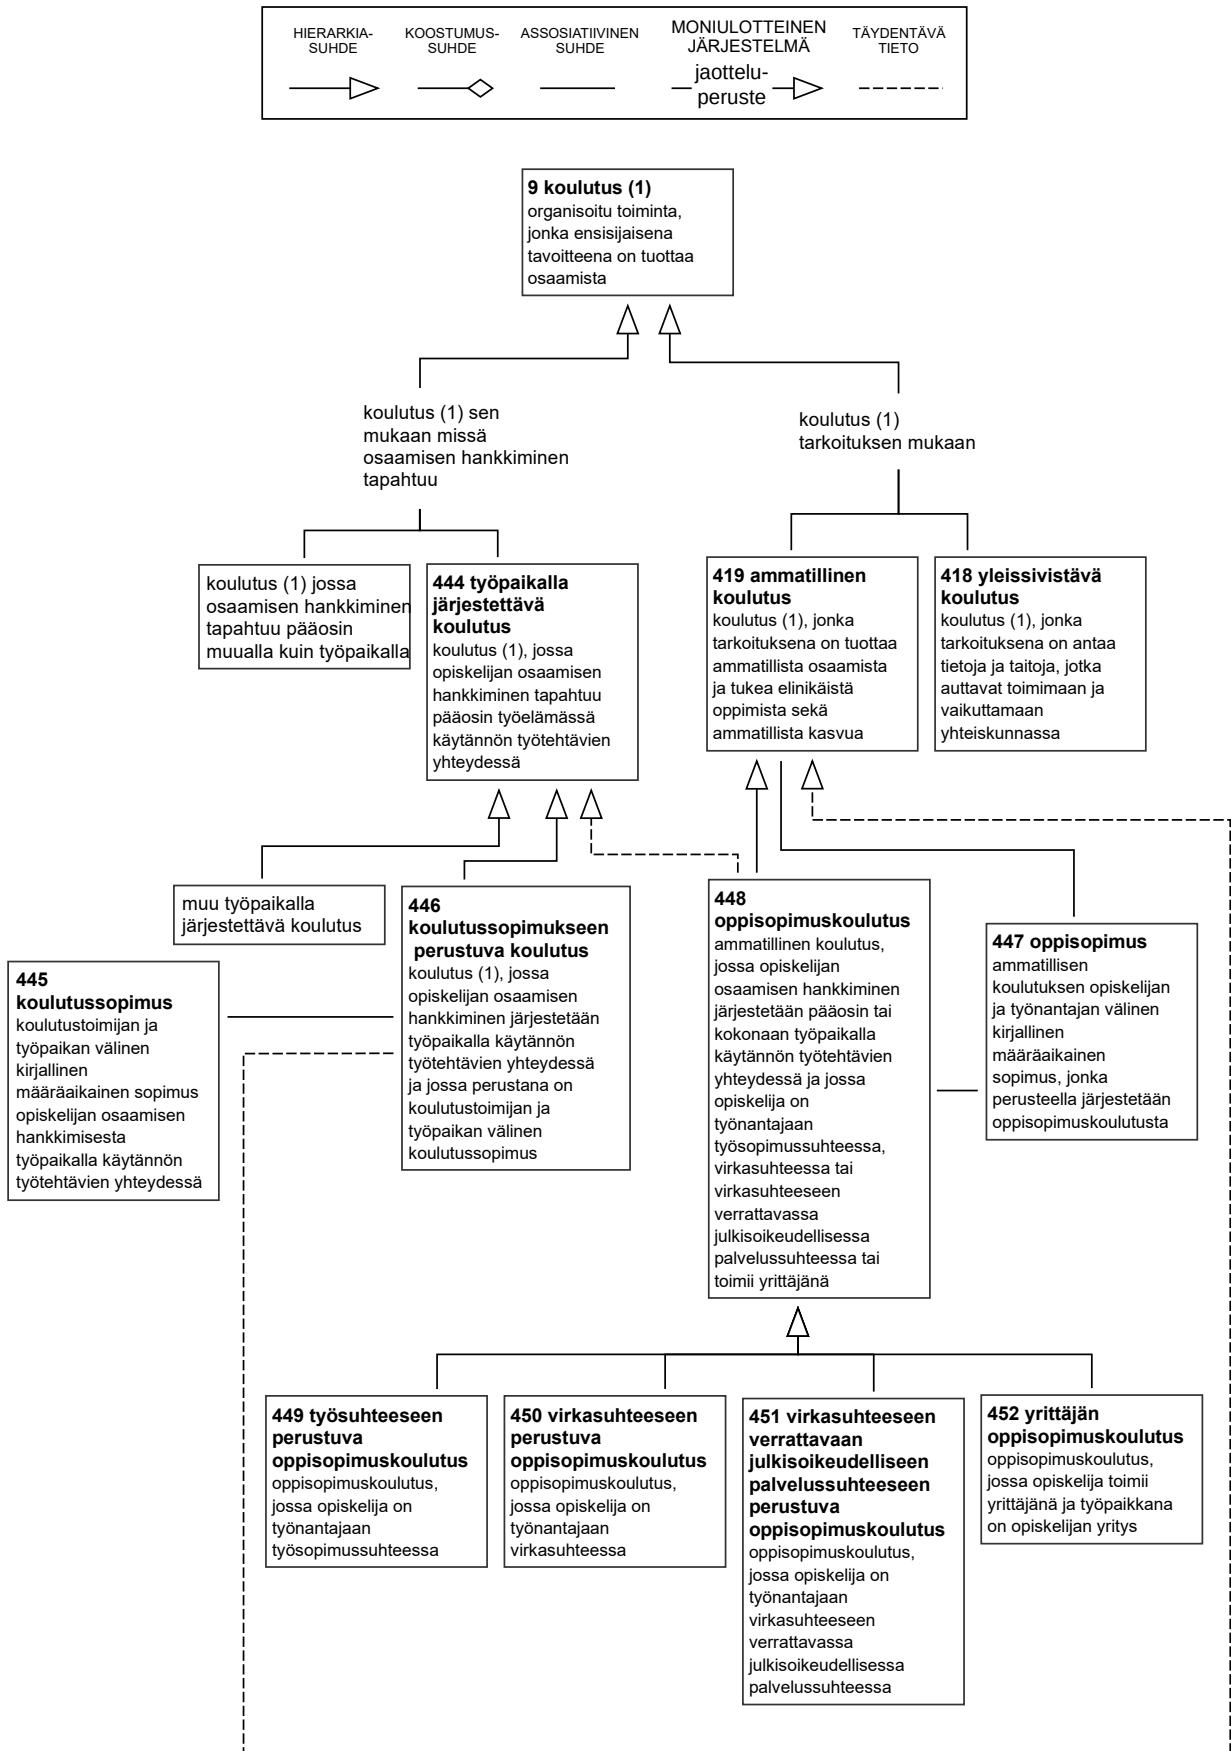 HIERARKIA-
SUHDE
KOOSTUMUS-
SUHDE
ASSOSIATIIVINEN
SUHDE
MONIULOTTEINEN
JÄRJESTELMÄ
jaottelu-
peruste
TÄYDENTÄVÄ
TIETO
9 koulutus (1)
organisoitu toiminta,
jonka ensisijaisena
tavoitteena on tuottaa
osaamista
koulutus (1) sen
mukaan missä
osaamisen hankkiminen
tapahtuu
koulutus (1)
tarkoituksen mukaan
koulutus (1) jossa
osaamisen hankkiminen
tapahtuu pääosin
muualla kuin työpaikalla
444 työpaikalla
järjestettävä
koulutus
koulutus (1), jossa
opiskelijan osaamisen
hankkiminen tapahtuu
pääosin työelämässä
käytännön työtehtävien
yhteydessä
419 ammatillinen
koulutus
koulutus (1), jonka
tarkoituksena on tuottaa
ammatillista osaamista
ja tukea elinikäistä
oppimista sekä
ammatillista kasvua
418 yleissivistävä
koulutus
koulutus (1), jonka
tarkoituksena on antaa
tietoja ja taitoja, jotka
auttavat toimimaan ja
vaikuttamaan
yhteiskunnassa
muu työpaikalla
järjestettävä koulutus
445
koulutussopimus
koulutustoimijan ja
työpaikan välinen
kirjallinen
määräaikainen sopimus
opiskelijan osaamisen
hankkimisesta
työpaikalla käytännön
työtehtävien yhteydessä
446
koulutussopimukseen
perustuva koulutus
koulutus (1), jossa
opiskelijan osaamisen
hankkiminen järjestetään
työpaikalla käytännön
työtehtävien yhteydessä
ja jossa perustana on
koulutustoimijan ja
työpaikan välinen
koulutussopimus
448
oppisopimuskoulutus
ammatillinen koulutus,
jossa opiskelijan
osaamisen hankkiminen
järjestetään pääosin tai
kokonaan työpaikalla
käytännön työtehtävien
yhteydessä ja jossa
opiskelija on
työnantajaan
työsopimussuhteessa,
virkasuhteessa tai
virkasuhteeseen
verrattavassa
julkisoikeudellisessa
palvelussuhteessa tai
toimii yrittäjänä
447 oppisopimus
ammatillisen
koulutuksen opiskelijan
ja työnantajan välinen
kirjallinen
määräaikainen
sopimus, jonka
perusteella järjestetään
oppisopimuskoulutusta
449 työsuhteeseen
perustuva
oppisopimuskoulutus
oppisopimuskoulutus,
jossa opiskelija on
työnantajaan
työsopimussuhteessa
450 virkasuhteeseen
perustuva
oppisopimuskoulutus
oppisopimuskoulutus,
jossa opiskelija on
työnantajaan
virkasuhteessa
451 virkasuhteeseen
verrattavaan
julkisoikeudelliseen
palvelussuhteeseen
perustuva
oppisopimuskoulutus
oppisopimuskoulutus,
jossa opiskelija on
työnantajaan
virkasuhteeseen
verrattavassa
julkisoikeudellisessa
palvelussuhteessa
452 yrittäjän
oppisopimuskoulutus
oppisopimuskoulutus,
jossa opiskelija toimii
yrittäjänä ja työpaikkana
on opiskelijan yritys